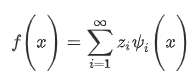 f(x) = ∑_{i=1}^{∞} z_i ψ_i(x)